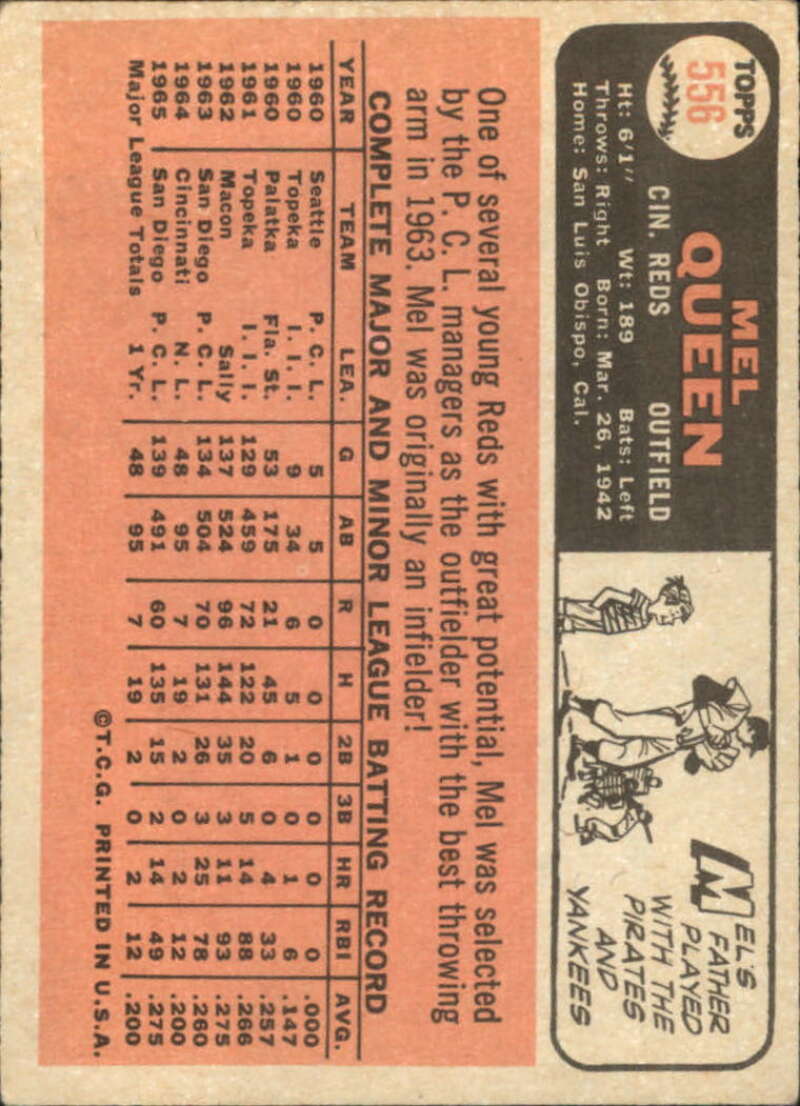 TOPPS
556
MEL
QUEEN
CIN. REDS OUTFIELD
Ht: 6'1" Wt: 189 Bats: Left
Throws: Right Born: Mar. 26, 1942
Home: San Luis Obispo, Cal.
MEL'S
FATHER
PLAYED
WITH THE
PIRATES
AND
YANKEES
One of several young Reds with great potential, Mel was selected
by the P. C. L. managers as the outfielder with the best throwing
arm in 1963. Mel was originally an infielder!
COMPLETE MAJOR AND MINOR LEAGUE BATTING RECORD
YEAR TEAM LEA. G AB R H 2B 3B HR RBI AVG.
1960 Seattle P. C. L. 5 5 0 0 0 0 0 0 .000
1960 Topeka I. I. I. 9 34 6 5 1 0 1 6 .147
1960 Palatka Fla. St. 53 175 21 45 6 0 4 33 .257
1961 Topeka I. I. I. 129 459 72 122 20 5 14 88 .266
1962 Macon Sally 137 524 96 144 35 3 11 93 .275
1963 San Diego P. C. L. 134 504 70 131 26 3 25 78 .260
1964 Cincinnati N. L. 48 95 7 19 2 0 2 12 .200
1965 San Diego P. C. L. 139 491 60 135 15 2 14 49 .275
Major League Totals 1 Yr. 48 95 7 19 2 0 2 12 .200
©T.C.G. PRINTED IN U.S.A.